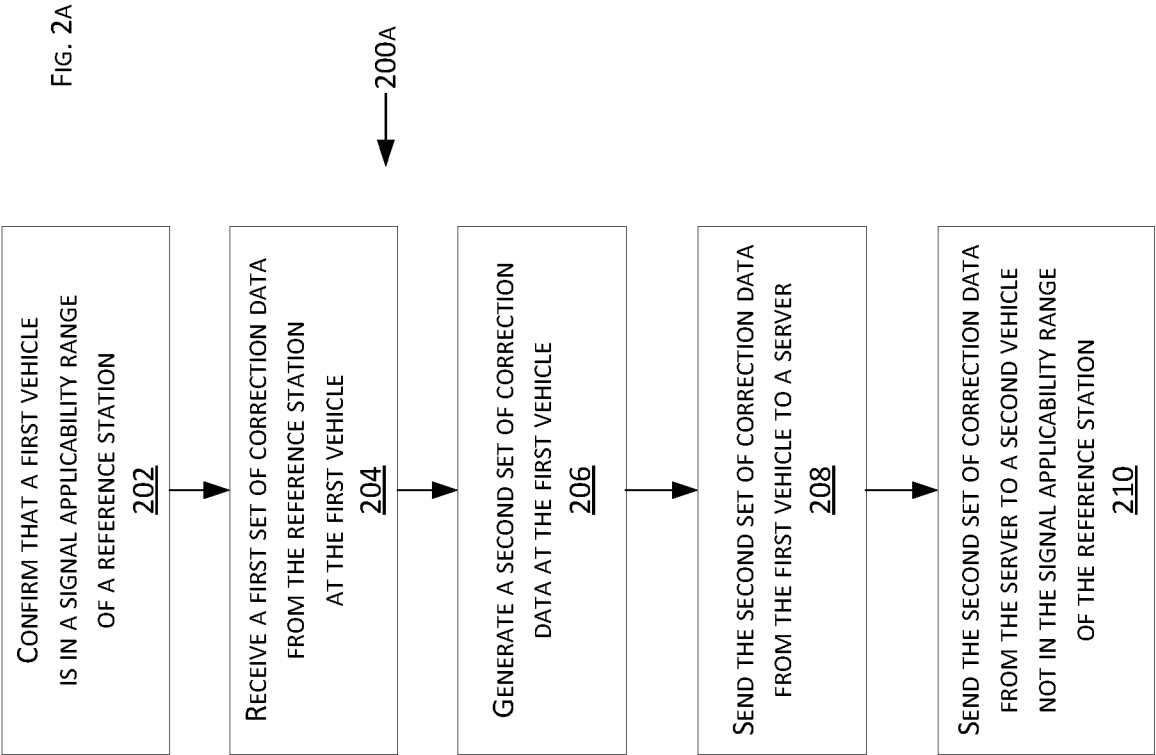 FIG. 2A
200A
CONFIRM THAT A FIRST VEHICLE
IS IN A SIGNAL APPLICABILITY RANGE
OF A REFERENCE STATION
202
RECEIVE A FIRST SET OF CORRECTION DATA
FROM THE REFERENCE STATION
AT THE FIRST VEHICLE
204
GENERATE A SECOND SET OF CORRECTION
DATA AT THE FIRST VEHICLE
206
SEND THE SECOND SET OF CORRECTION DATA
FROM THE FIRST VEHICLE TO A SERVER
208
SEND THE SECOND SET OF CORRECTION DATA
FROM THE SERVER TO A SECOND VEHICLE
NOT IN THE SIGNAL APPLICABILITY RANGE
OF THE REFERENCE STATION
210